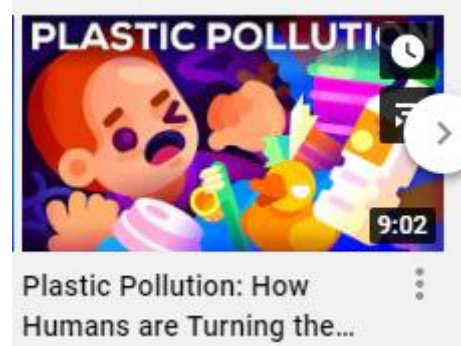 PLASTIC POLLUTI
9:02
Plastic Pollution: How
Humans are Turning the...